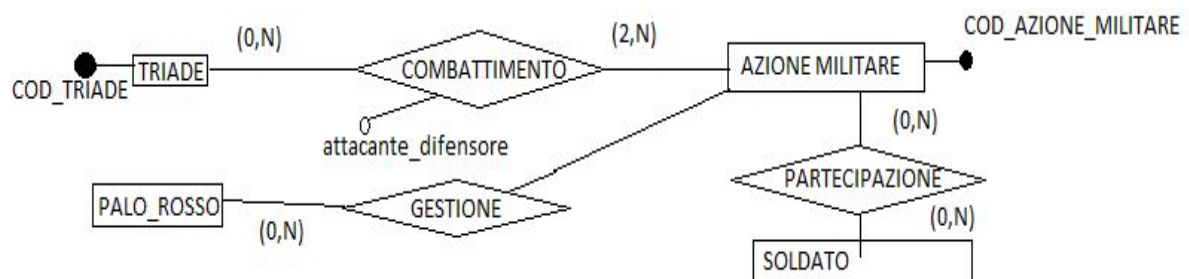 COD_AZIONE_MILITARE
(0,N)
(2,N)
TRIADE
COMBATTIMENTO
AZIONE MILITARE
COD_TRIADE
(0,N)
attacante_difensore
PARTECIPAZIONE
PALO_ROSSO
GESTIONE
(0,N)
(0,N)
SOLDATO